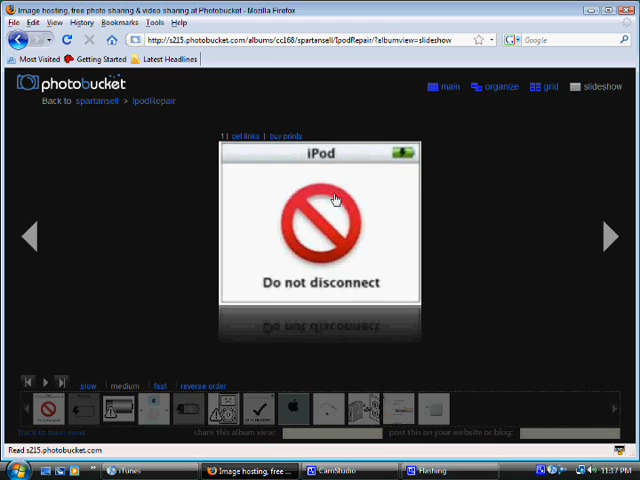 Image hosting, free photo sharing & video sharing at Photobucket - Mozilla Firefox
File Edit View History Bookmarks Tools Help
http://s215.photobucket.com/albums/cc168/spartansell/IpodRepair/?albumview=slideshow
Google
Most Visited Getting Started Latest Headlines
photobucket
main organize grid slideshow
Back to spartansell > IpodRepair
1 | get links | buy prints
iPod
Do not disconnect
Do not disconnect
slow | medium | fast | reverse order
back to main view share this album view: post this on your website or blog:
Read s215.photobucket.com
iTunes Image hosting, free ... CamStudio Flashing 11:17 PM